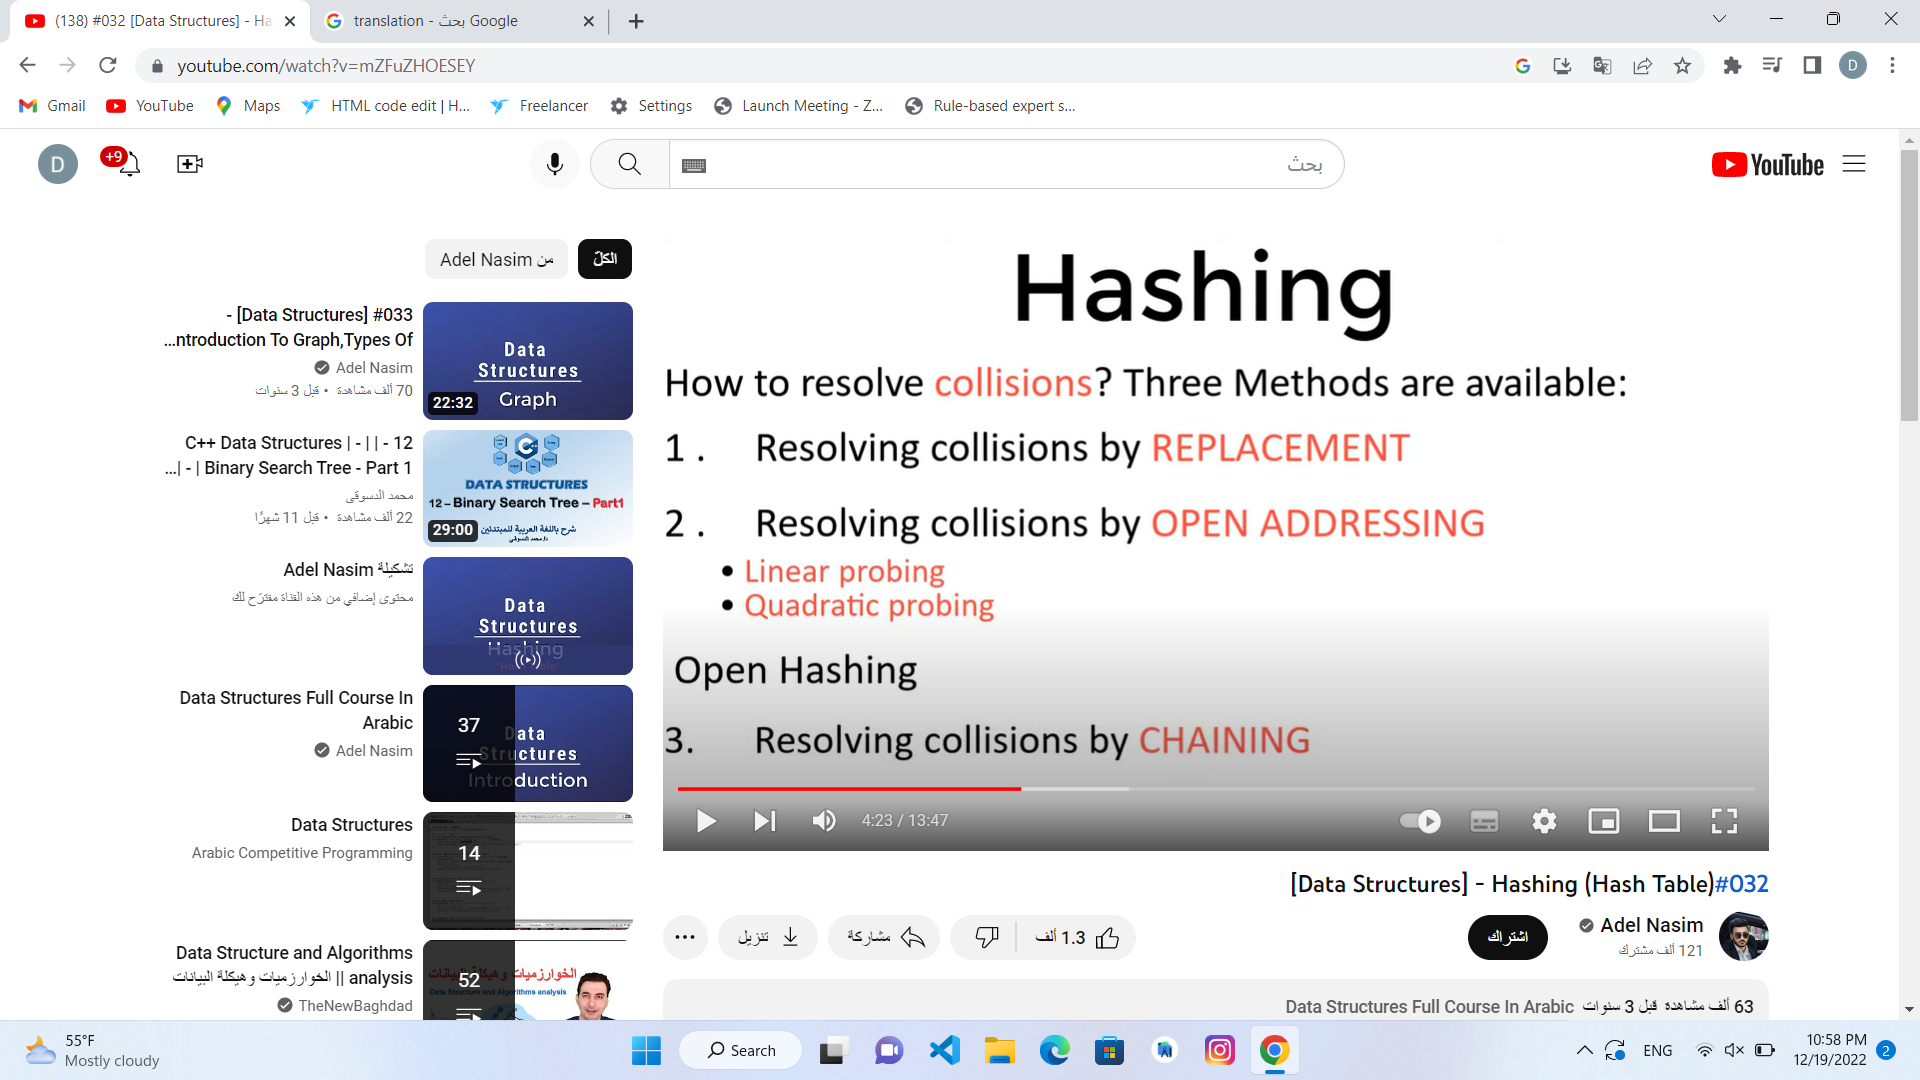 (138) #032 [Data Structures] - Ha
translation - بحث Google
youtube.com/watch?v=mZFuZHOESEY
D
Gmail
YouTube
Maps
HTML code edit | H...
Freelancer
Settings
Launch Meeting - Z...
Rule-based expert s...
D
9+
بحث
YouTube
من Adel Nasim
الكلّ
[Data Structures] #033 -
...ntroduction To Graph,Types Of
Adel Nasim
70 ألف مشاهدة • قبل 3 سنوات
Data
Structures
Graph
22:32
C++ Data Structures | - | | - 12
...| - | Binary Search Tree - Part 1
محمد الدسوقى
22 ألف مشاهدة • قبل 11 شهرًا
DATA STRUCTURES
12 – Binary Search Tree – Part1
شرح باللغة العربية للمبتدئين
د/ محمد الدسوقى
29:00
تشكيلة Adel Nasim
محتوى إضافي من هذه القناة مقترَح لك
Data
Structures
Hashing
Data Structures Full Course In
Arabic
Adel Nasim
37
Data
Structures
Introduction
Data Structures
Arabic Competitive Programming
14
Data Structure and Algorithms
analysis || الخوارزميات وهيكلة البيانات
TheNewBaghdad
52
الخوارزميات وهيكلة البيانات
Data Structure and Algorithms analysis
Hashing
How to resolve collisions? Three Methods are available:
1 . Resolving collisions by REPLACEMENT
2 . Resolving collisions by OPEN ADDRESSING
• Linear probing
• Quadratic probing
Open Hashing
3. Resolving collisions by CHAINING
4:23 / 13:47
[Data Structures] - Hashing (Hash Table)#032
Adel Nasim
121 ألف مشترك
اشتراك
1.3 ألف
مشاركة
تنزيل
63 ألف مشاهدة قبل 3 سنوات Data Structures Full Course In Arabic
55°F
Mostly cloudy
Search
ENG
10:58 PM
12/19/2022
2